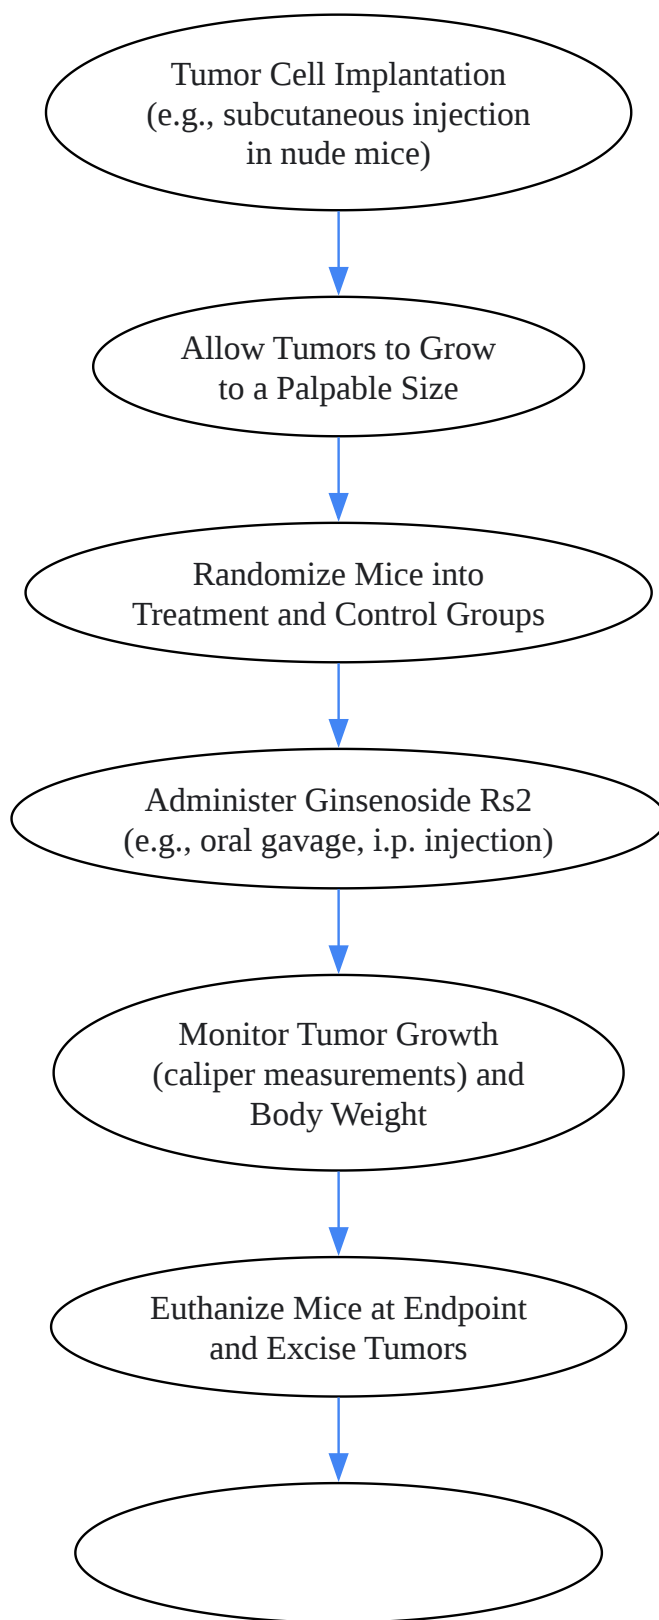 Tumor Cell Implantation
(e.g., subcutaneous injection
in nude mice)
Allow Tumors to Grow
to a Palpable Size
Randomize Mice into
Treatment and Control Groups
Administer Ginsenoside Rs2
(e.g., oral gavage, i.p. injection)
Monitor Tumor Growth
(caliper measurements) and
Body Weight
Euthanize Mice at Endpoint
and Excise Tumors